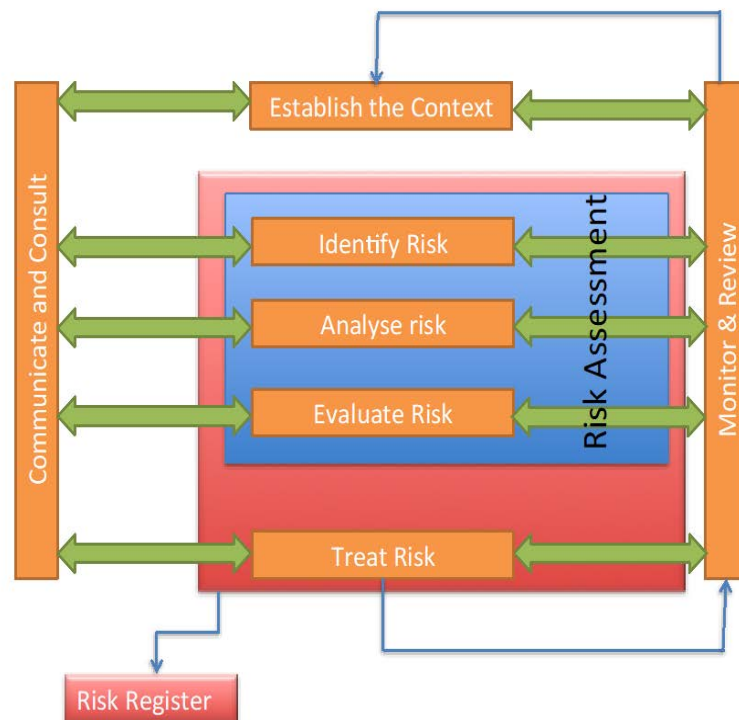 Establish the Context
Communicate and Consult
Identify Risk
Analyse risk
Evaluate Risk
Risk Assessment
Monitor & Review
Treat Risk
Risk Register